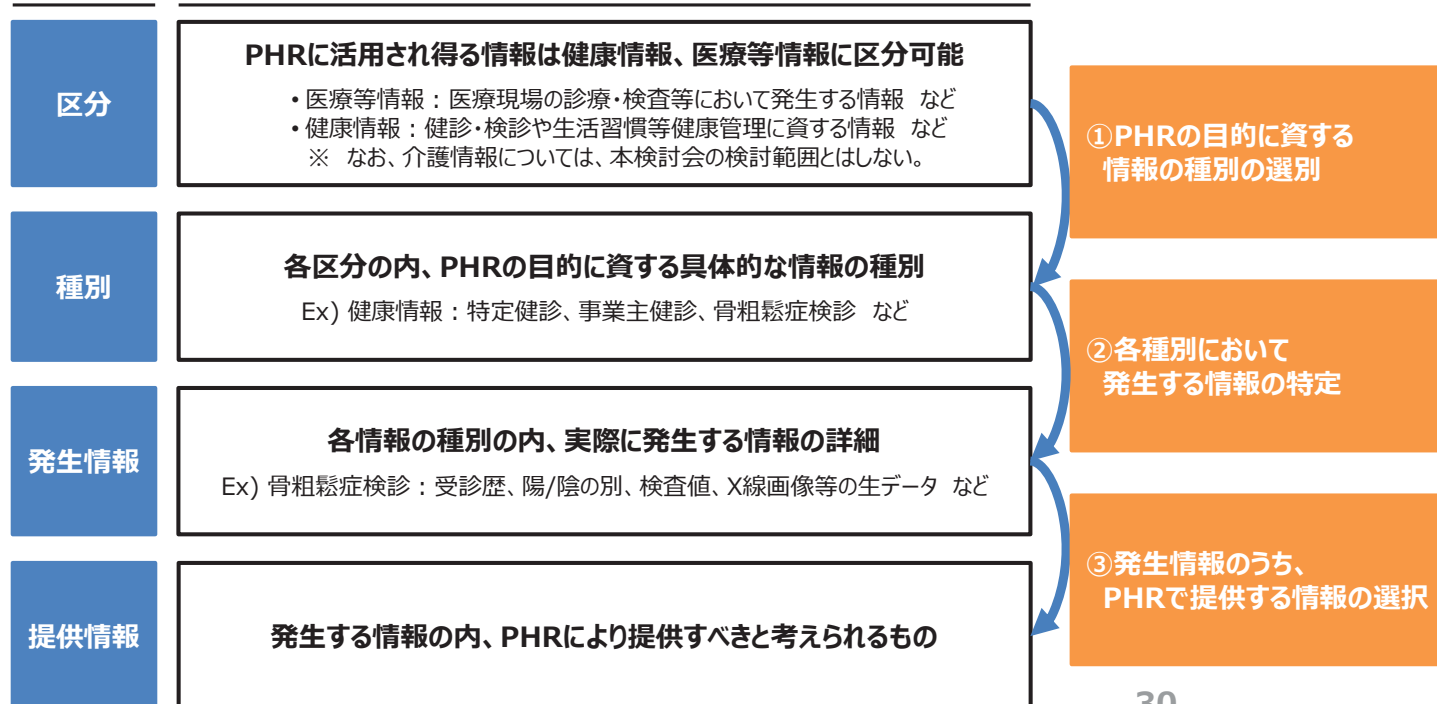 区分
PHRに活用され得る情報は健康情報、医療等情報に区分可能
• 医療等情報：医療現場の診療・検査等において発生する情報 など
• 健康情報：健診・検診や生活習慣等健康管理に資する情報 など
※ なお、介護情報については、本検討会の検討範囲とはしない。
①PHRの目的に資する
情報の種別の選別
種別
各区分の内、PHRの目的に資する具体的な情報の種別
Ex) 健康情報：特定健診、事業主健診、骨粗鬆症検診 など
②各種別において
発生する情報の特定
発生情報
各情報の種別の内、実際に発生する情報の詳細
Ex) 骨粗鬆症検診：受診歴、陽/陰の別、検査値、X線画像等の生データ など
③発生情報のうち、
PHRで提供する情報の選択
提供情報
発生する情報の内、PHRにより提供すべきと考えられるもの
30